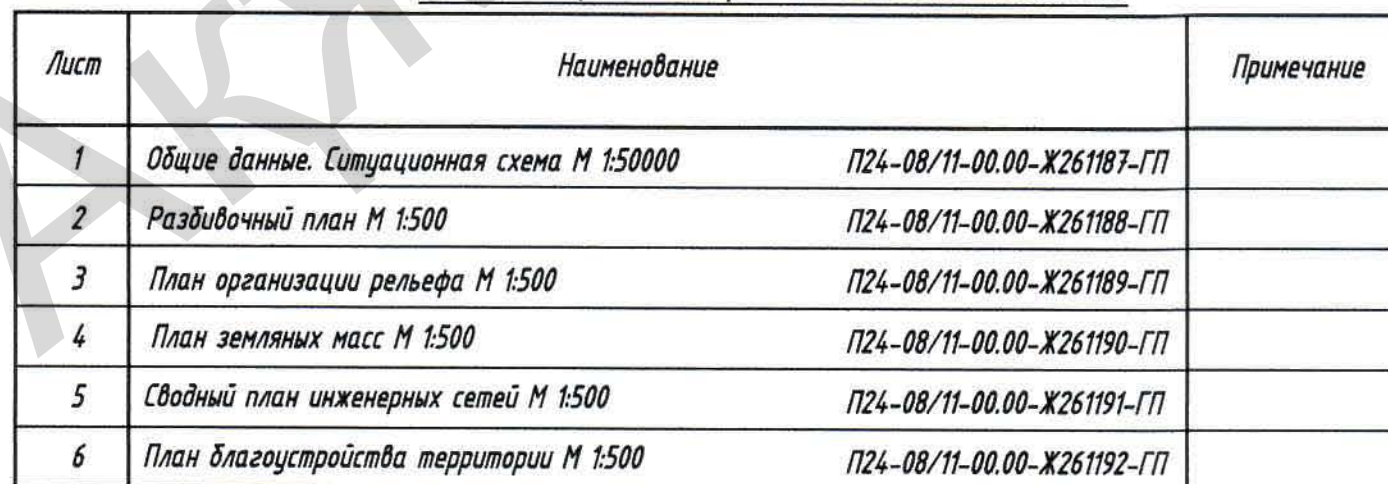 Лист Наименование Примечание
1 Общие данные. Ситуационная схема М 1:50000 П24-08/11-00.00-Ж261187-ГП
2 Разбивочный план М 1:500 П24-08/11-00.00-Ж261188-ГП
3 План организации рельефа М 1:500 П24-08/11-00.00-Ж261189-ГП
4 План земляных масс М 1:500 П24-08/11-00.00-Ж261190-ГП
5 Сводный план инженерных сетей М 1:500 П24-08/11-00.00-Ж261191-ГП
6 План благоустройства территории М 1:500 П24-08/11-00.00-Ж261192-ГП